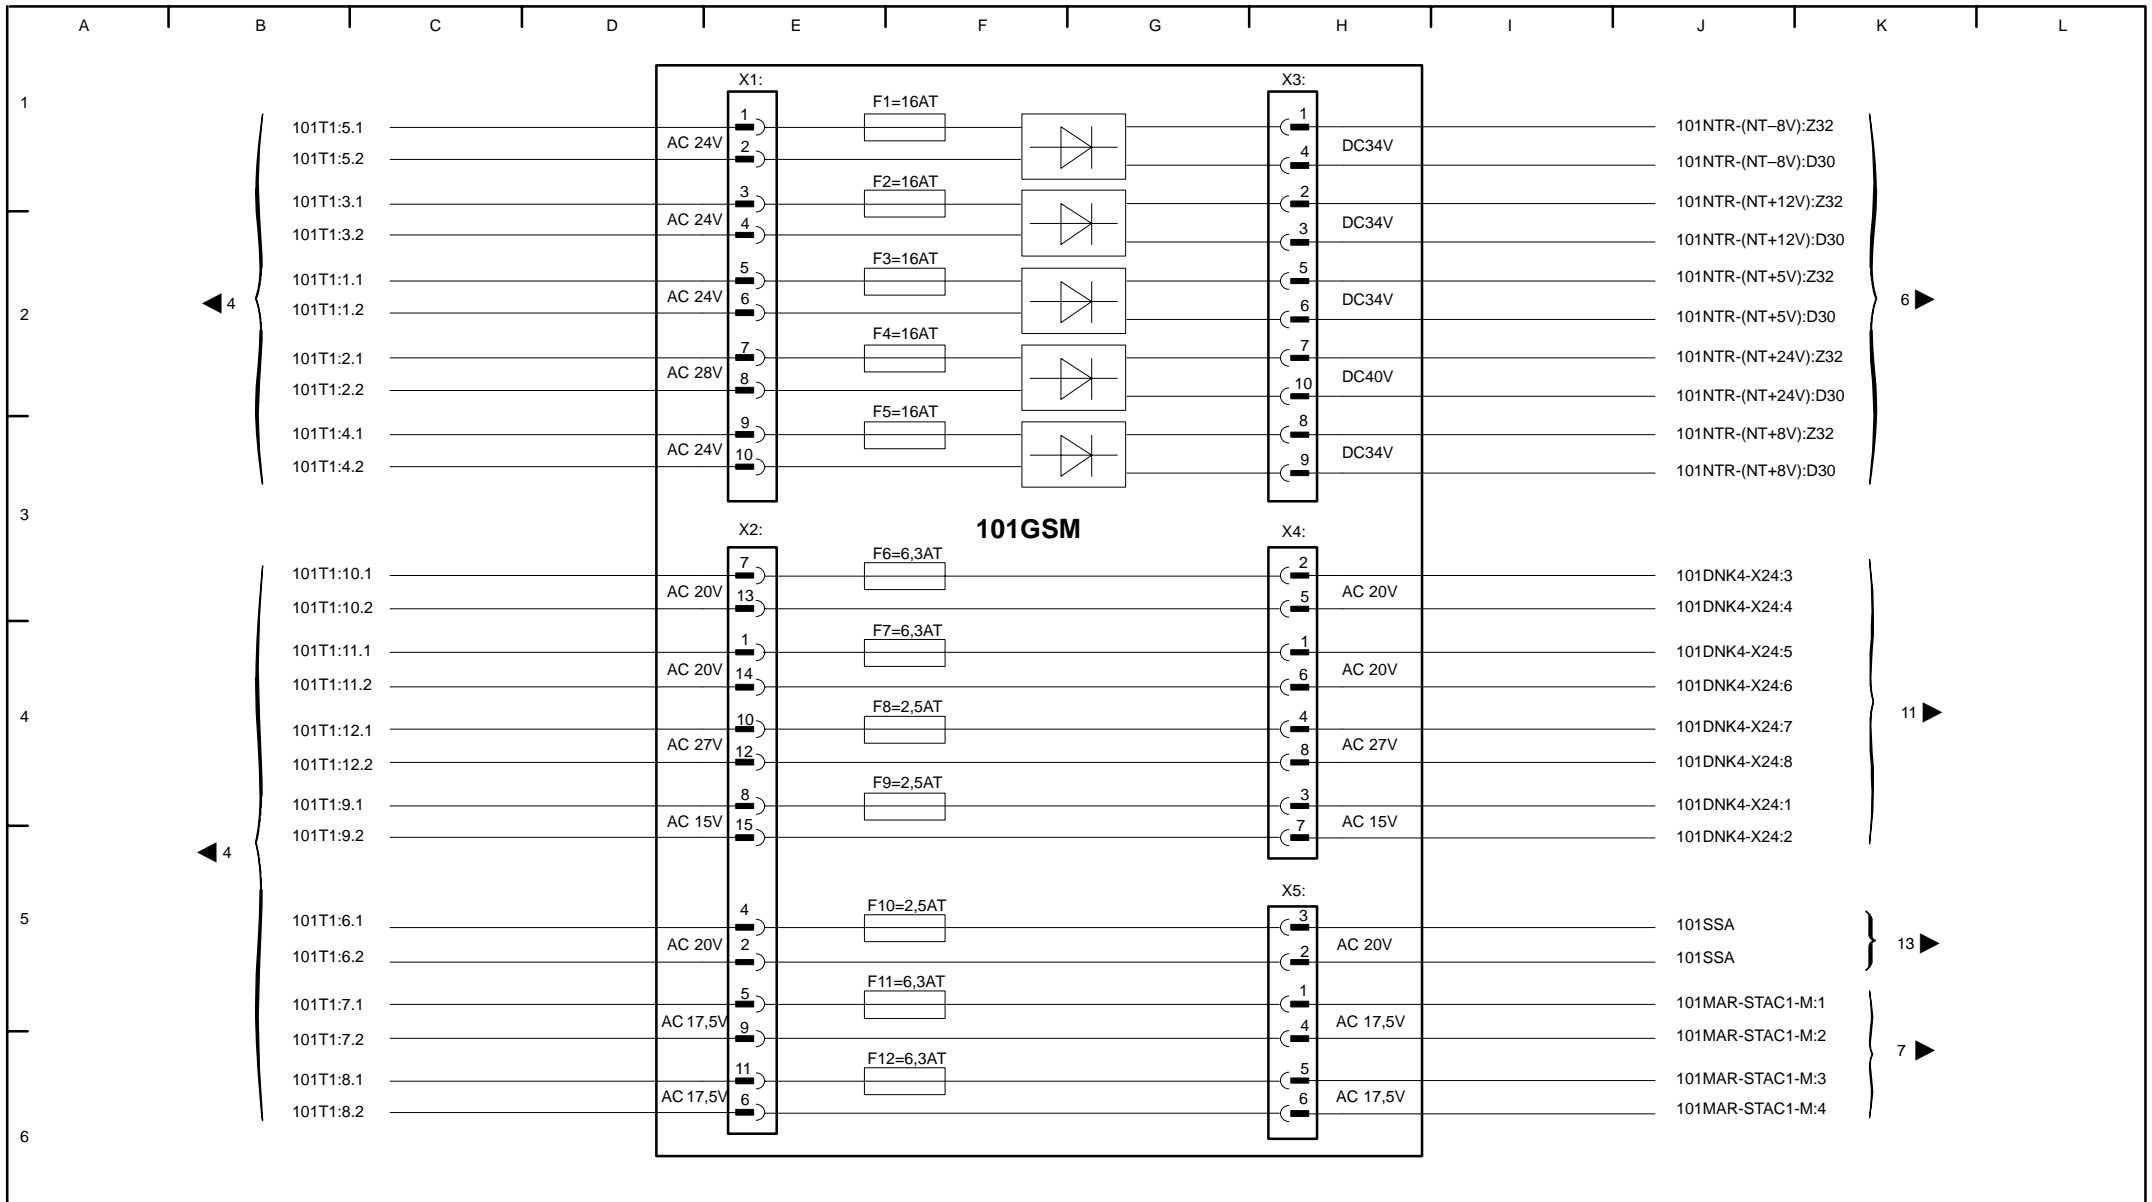 A B C D E F G H I J K L
1
2
3
4
5
6
X1: X3:
101T1:5.1 1 F1=16AT 1 101NTR-(NT–8V):Z32
AC 24V DC34V
101T1:5.2 2 4 101NTR-(NT–8V):D30
101T1:3.1 3 F2=16AT 2 101NTR-(NT+12V):Z32
AC 24V DC34V
101T1:3.2 4 3 101NTR-(NT+12V):D30
101T1:1.1 5 F3=16AT 5 101NTR-(NT+5V):Z32
4 AC 24V DC34V 6
101T1:1.2 6 6 101NTR-(NT+5V):D30
101T1:2.1 7 F4=16AT 7 101NTR-(NT+24V):Z32
AC 28V DC40V
101T1:2.2 8 10 101NTR-(NT+24V):D30
101T1:4.1 9 F5=16AT 8 101NTR-(NT+8V):Z32
AC 24V DC34V
101T1:4.2 10 9 101NTR-(NT+8V):D30
101GSM
X2: X4:
101T1:10.1 7 F6=6,3AT 2 101DNK4-X24:3
AC 20V AC 20V
101T1:10.2 13 5 101DNK4-X24:4
101T1:11.1 1 F7=6,3AT 1 101DNK4-X24:5
AC 20V AC 20V
101T1:11.2 14 6 101DNK4-X24:6
11
101T1:12.1 10 F8=2,5AT 4 101DNK4-X24:7
AC 27V AC 27V
101T1:12.2 12 8 101DNK4-X24:8
101T1:9.1 8 F9=2,5AT 3 101DNK4-X24:1
AC 15V AC 15V
101T1:9.2 15 7 101DNK4-X24:2
4
X5:
101T1:6.1 4 F10=2,5AT 3 101SSA
AC 20V AC 20V 13
101T1:6.2 2 2 101SSA
101T1:7.1 5 F11=6,3AT 1 101MAR-STAC1-M:1
AC 17,5V AC 17,5V
101T1:7.2 9 4 101MAR-STAC1-M:2
7
101T1:8.1 11 F12=6,3AT 5 101MAR-STAC1-M:3
AC 17,5V AC 17,5V
101T1:8.2 6 6 101MAR-STAC1-M:4